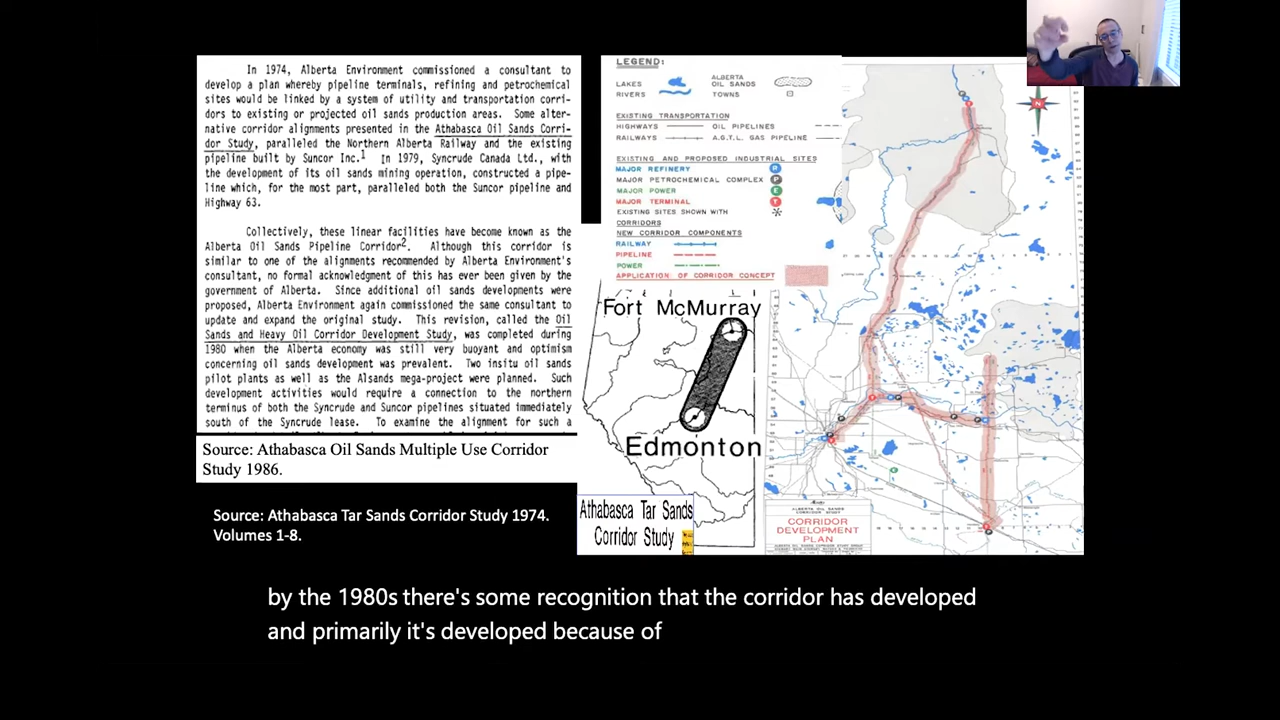 In 1974, Alberta Environment commissioned a consultant to
develop a plan whereby pipeline terminals, refining and petrochemical
sites would be linked by a system of utility and transportation corri-
dors to existing or projected oil sands production areas. Some alter-
native corridor alignments presented in the Athabasca Oil Sands Corri-
dor Study, paralleled the Northern Alberta Railway and the existing
pipeline built by Suncor Inc.1 In 1979, Syncrude Canada Ltd., with
the development of its oil sands mining operation, constructed a pipe-
line which, for the most part, paralleled both the Suncor pipeline and
Highway 63.
Collectively, these linear facilities have become known as the
Alberta Oil Sands Pipeline Corridor2. Although this corridor is
similar to one of the alignments recommended by Alberta Environment's
consultant, no formal acknowledgment of this has ever been given by the
government of Alberta. Since additional oil sands developments were
proposed, Alberta Environment again commissioned the same consultant to
update and expand the original study. This revision, called the Oil
Sands and Heavy Oil Corridor Development Study, was completed during
1980 when the Alberta economy was still very buoyant and optimism
concerning oil sands development was prevalent. Two insitu oil sands
pilot plants as well as the Alsands mega-project were planned. Such
development activities would require a connection to the northern
terminus of both the Syncrude and Suncor pipelines situated immediately
south of the Syncrude lease. To examine the alignment for such a
Source: Athabasca Oil Sands Multiple Use Corridor
Study 1986.
Source: Athabasca Tar Sands Corridor Study 1974.
Volumes 1-8.
LEGEND:
LAKES
RIVERS
ALBERTA
OIL SANDS
TOWNS
EXISTING TRANSPORTATION
HIGHWAYS
OIL PIPELINES
RAILWAYS
A.G.T.L. GAS PIPELINE
EXISTING AND PROPOSED INDUSTRIAL SITES
MAJOR REFINERY R
MAJOR PETROCHEMICAL COMPLEX P
MAJOR POWER E
MAJOR TERMINAL T
EXISTING SITES SHOWN WITH
CORRIDORS
NEW CORRIDOR COMPONENTS
RAILWAY
PIPELINE
POWER
APPLICATION OF CORRIDOR CONCEPT
N
Fort McMurray
Edmonton
Athabasca Tar Sands
Corridor Study
ALBERTA OIL SANDS
CORRIDOR STUDY
CORRIDOR
DEVELOPMENT
PLAN
by the 1980s there's some recognition that the corridor has developed
and primarily it's developed because of